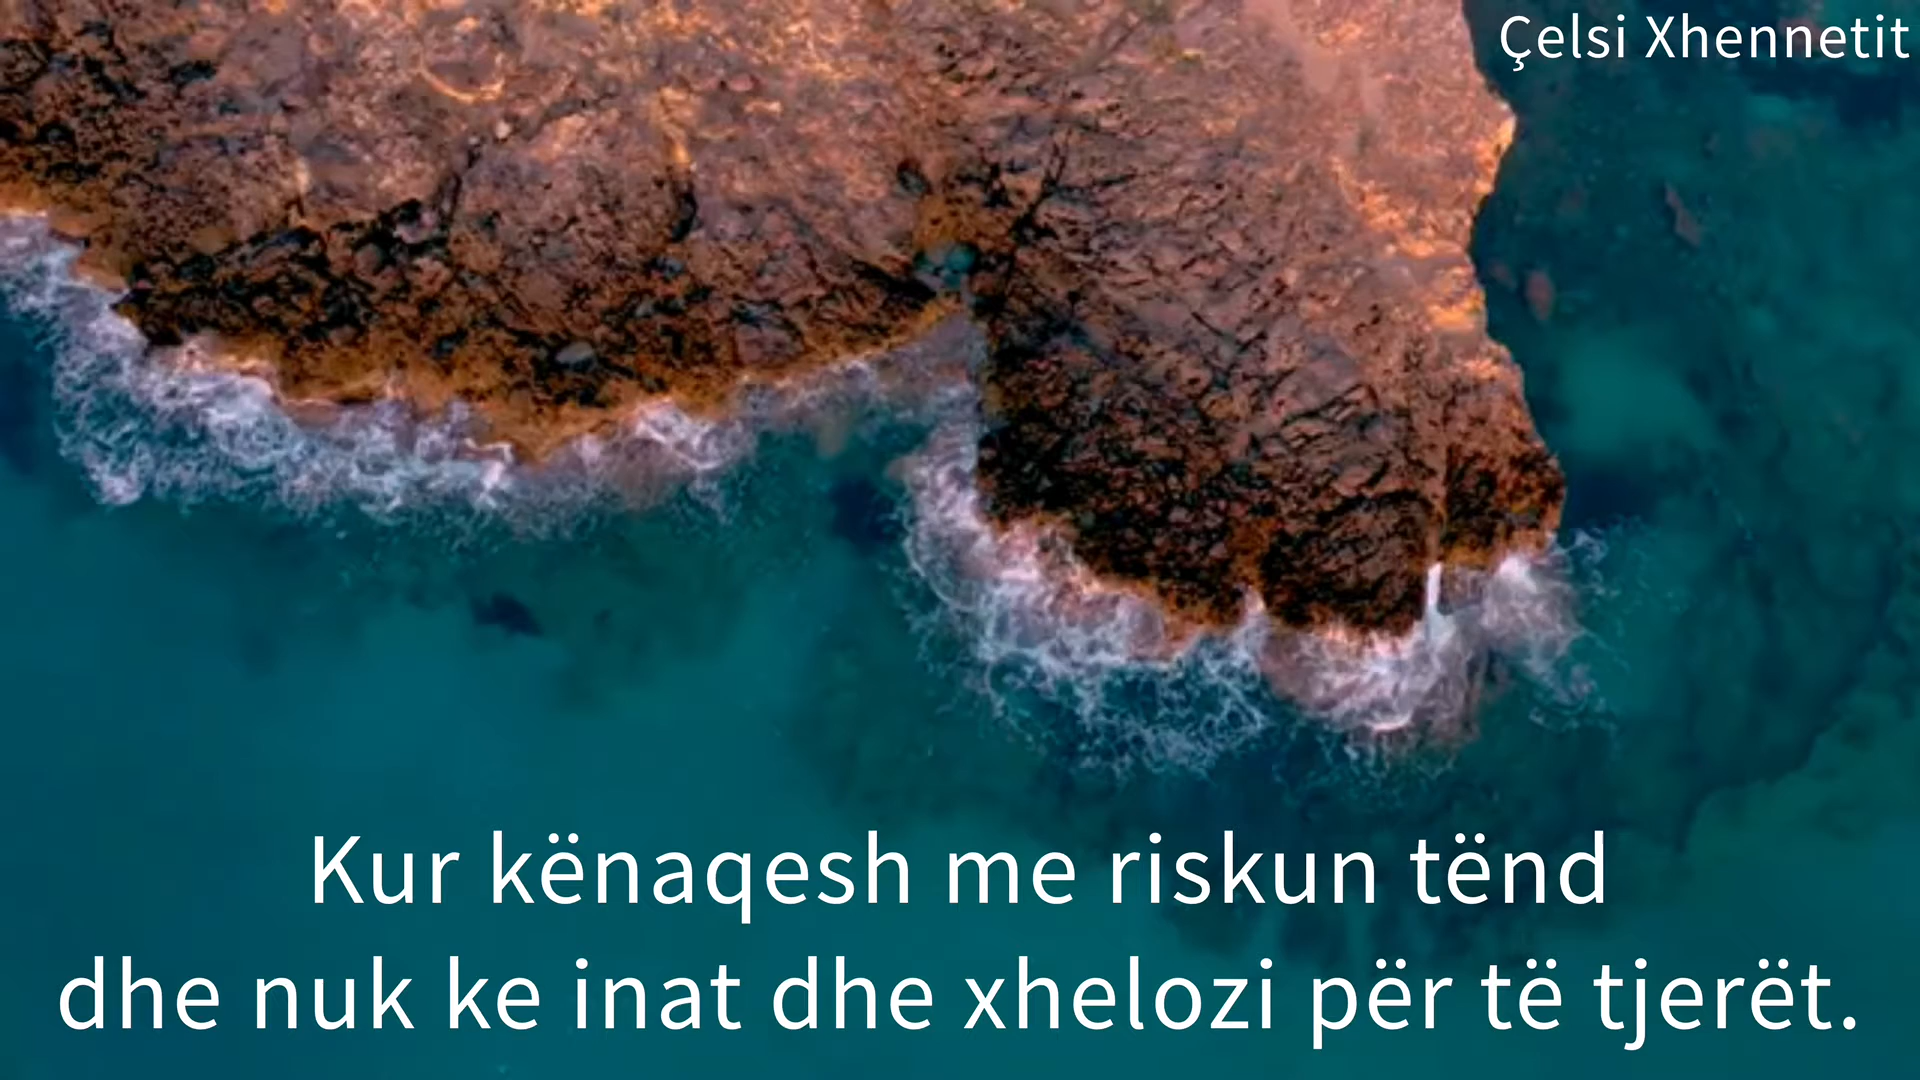 Çelsi Xhennetit
Kur kënaqesh me riskun tënd
dhe nuk ke inat dhe xhelozi për të tjerët.